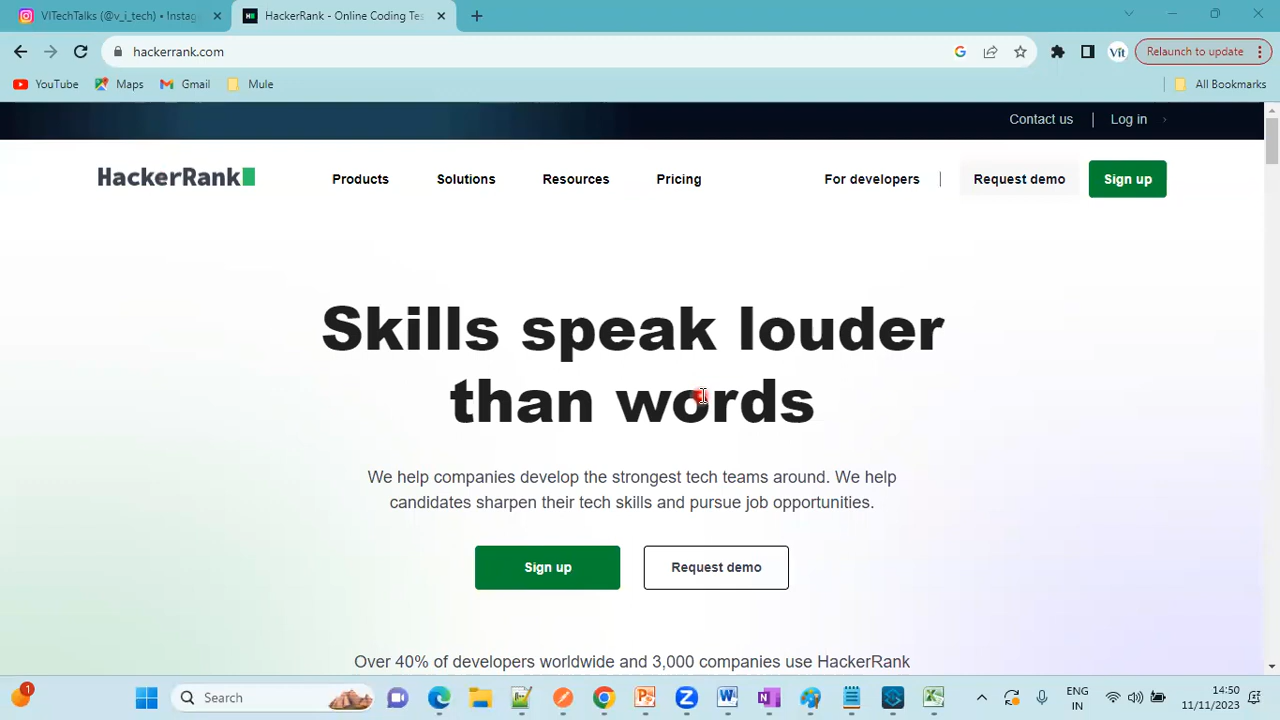 VITechTalks (@v_i_tech) • Instag
HackerRank - Online Coding Tes
hackerrank.com
Vit
Relaunch to update
YouTube
Maps
Gmail
Mule
All Bookmarks
Contact us
Log in
HackerRank
Products
Solutions
Resources
Pricing
For developers
Request demo
Sign up
Skills speak louder
than words
We help companies develop the strongest tech teams around. We help
candidates sharpen their tech skills and pursue job opportunities.
Sign up
Request demo
Over 40% of developers worldwide and 3,000 companies use HackerRank
1
Search
ENG
IN
14:50
11/11/2023